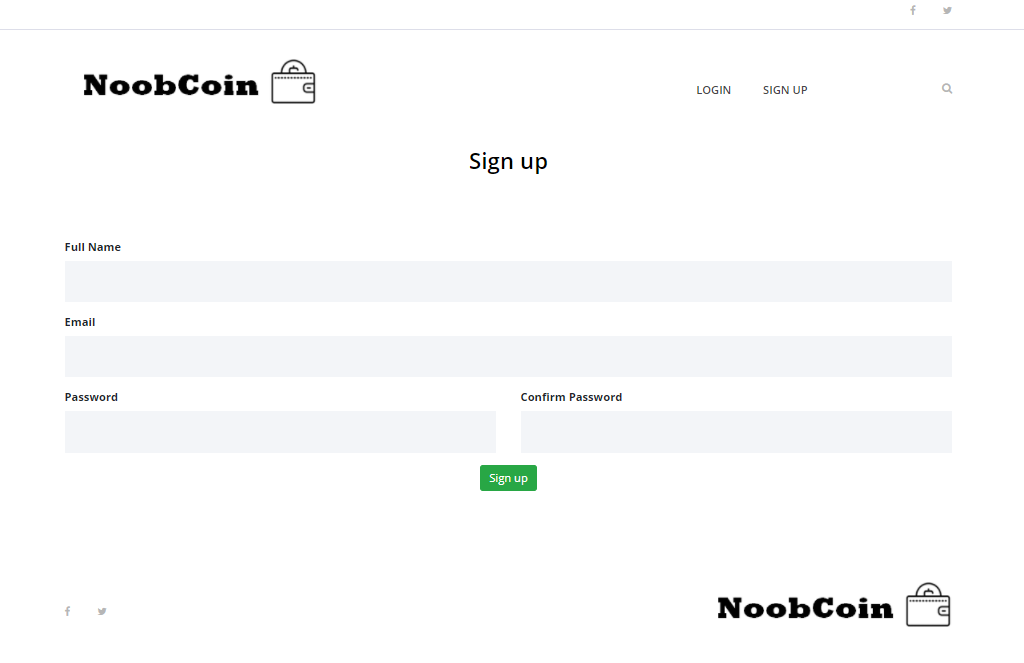 NoobCoin
LOGIN SIGN UP
Sign up
Full Name
Email
Password Confirm Password
Sign up
NoobCoin